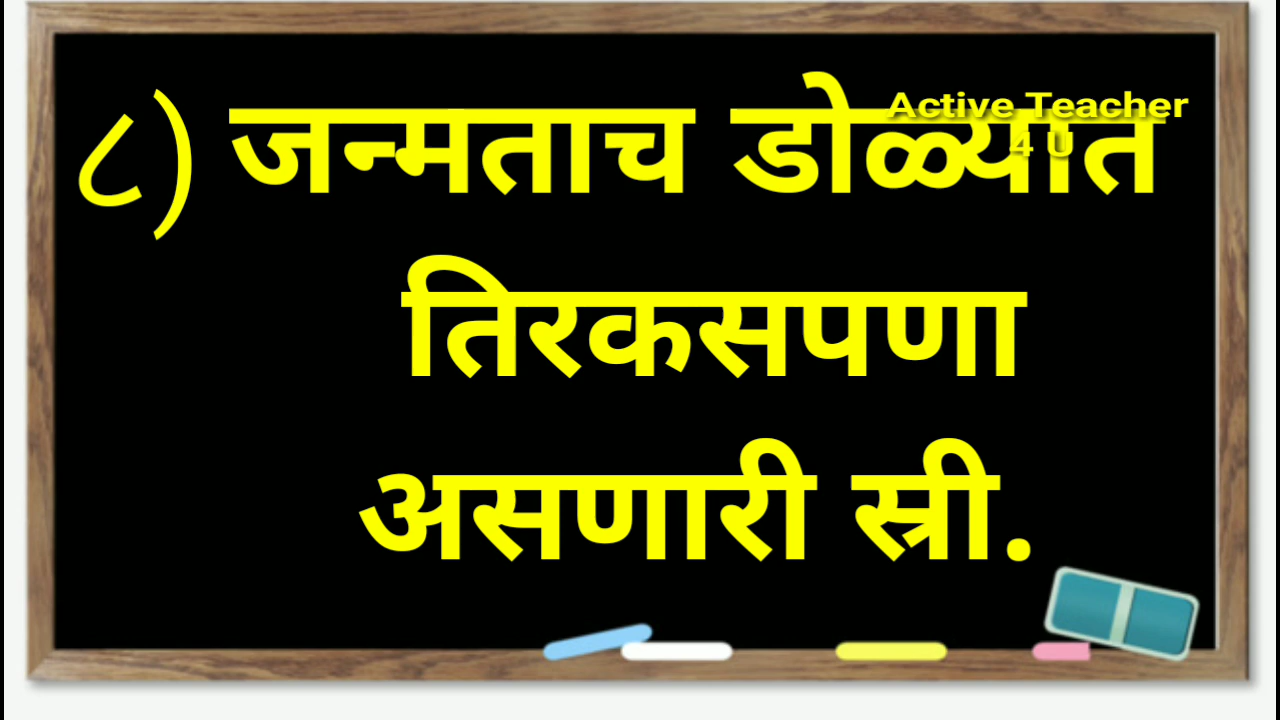 ८) जन्मताच डोळ्यात
Active Teacher
4 U
तिरकसपणा
असणारी स्री.